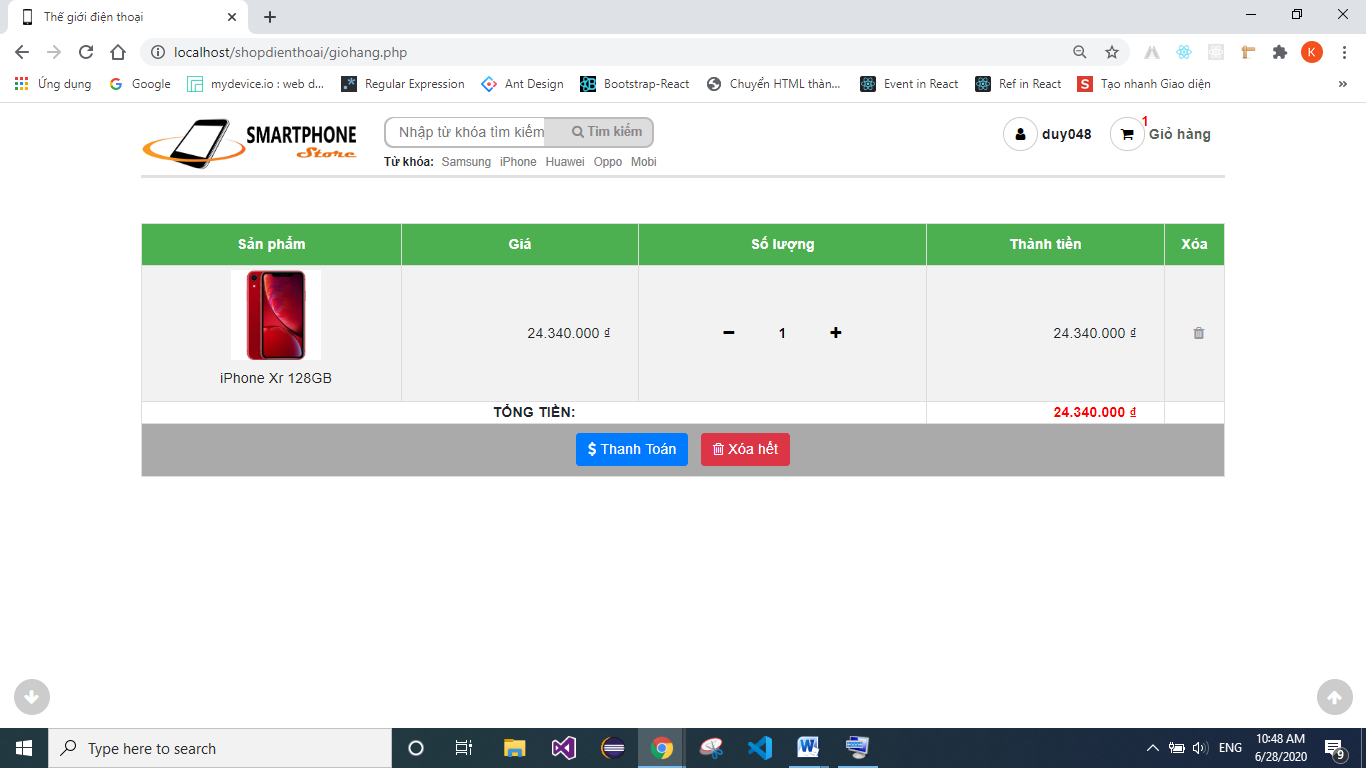 Thế giới điện thoại
localhost/shopdienthoai/giohang.php
K
Ứng dụng
Google
mydevice.io : web d...
Regular Expression
Ant Design
Bootstrap-React
Chuyển HTML thàn...
Event in React
Ref in React
Tạo nhanh Giao diện
SMARTPHONE
Store
Nhập từ khóa tìm kiếm
Tìm kiếm
duy048
1
Giỏ hàng
Từ khóa: Samsung iPhone Huawei Oppo Mobi
Sản phẩm Giá Số lượng Thành tiền Xóa
24.340.000 ₫ 1 24.340.000 ₫
iPhone Xr 128GB
TỔNG TIỀN: 24.340.000 ₫
$ Thanh Toán Xóa hết
Type here to search
ENG
10:48 AM
6/28/2020
9